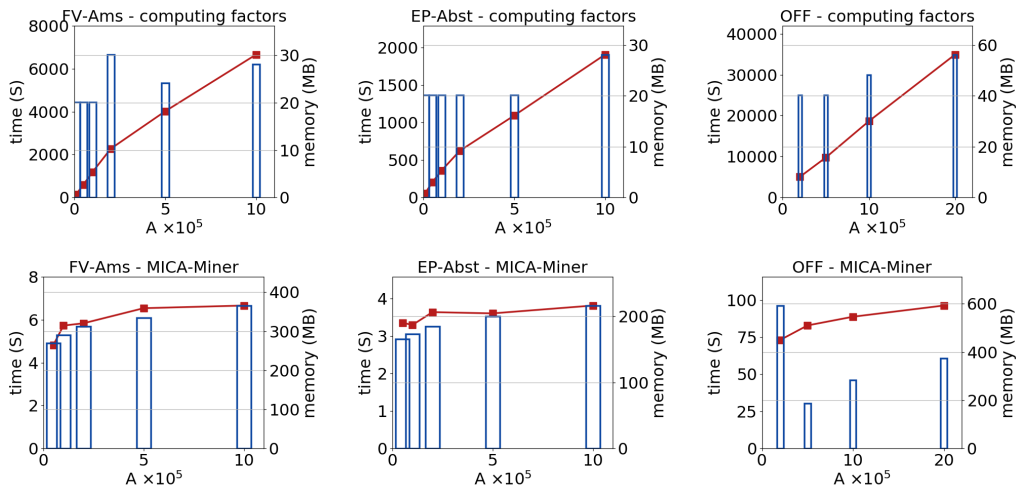 FV-Ams - computing factors
8000
6000
4000
2000
0
time (S)
30
20
10
0
memory (MB)
0 5 10
A ×10⁵
EP-Abst - computing factors
2000
1500
1000
500
0
time (S)
30
20
10
0
memory (MB)
0 5 10
A ×10⁵
OFF - computing factors
40000
30000
20000
10000
0
time (S)
60
40
20
0
memory (MB)
0 10 20
A ×10⁵
FV-Ams - MICA-Miner
8
6
4
2
0
time (S)
400
300
200
100
0
memory (MB)
0 5 10
A ×10⁵
EP-Abst - MICA-Miner
4
3
2
1
0
time (S)
200
100
0
memory (MB)
0 5 10
A ×10⁵
OFF - MICA-Miner
100
75
50
25
0
time (S)
600
400
200
0
memory (MB)
0 10 20
A ×10⁵